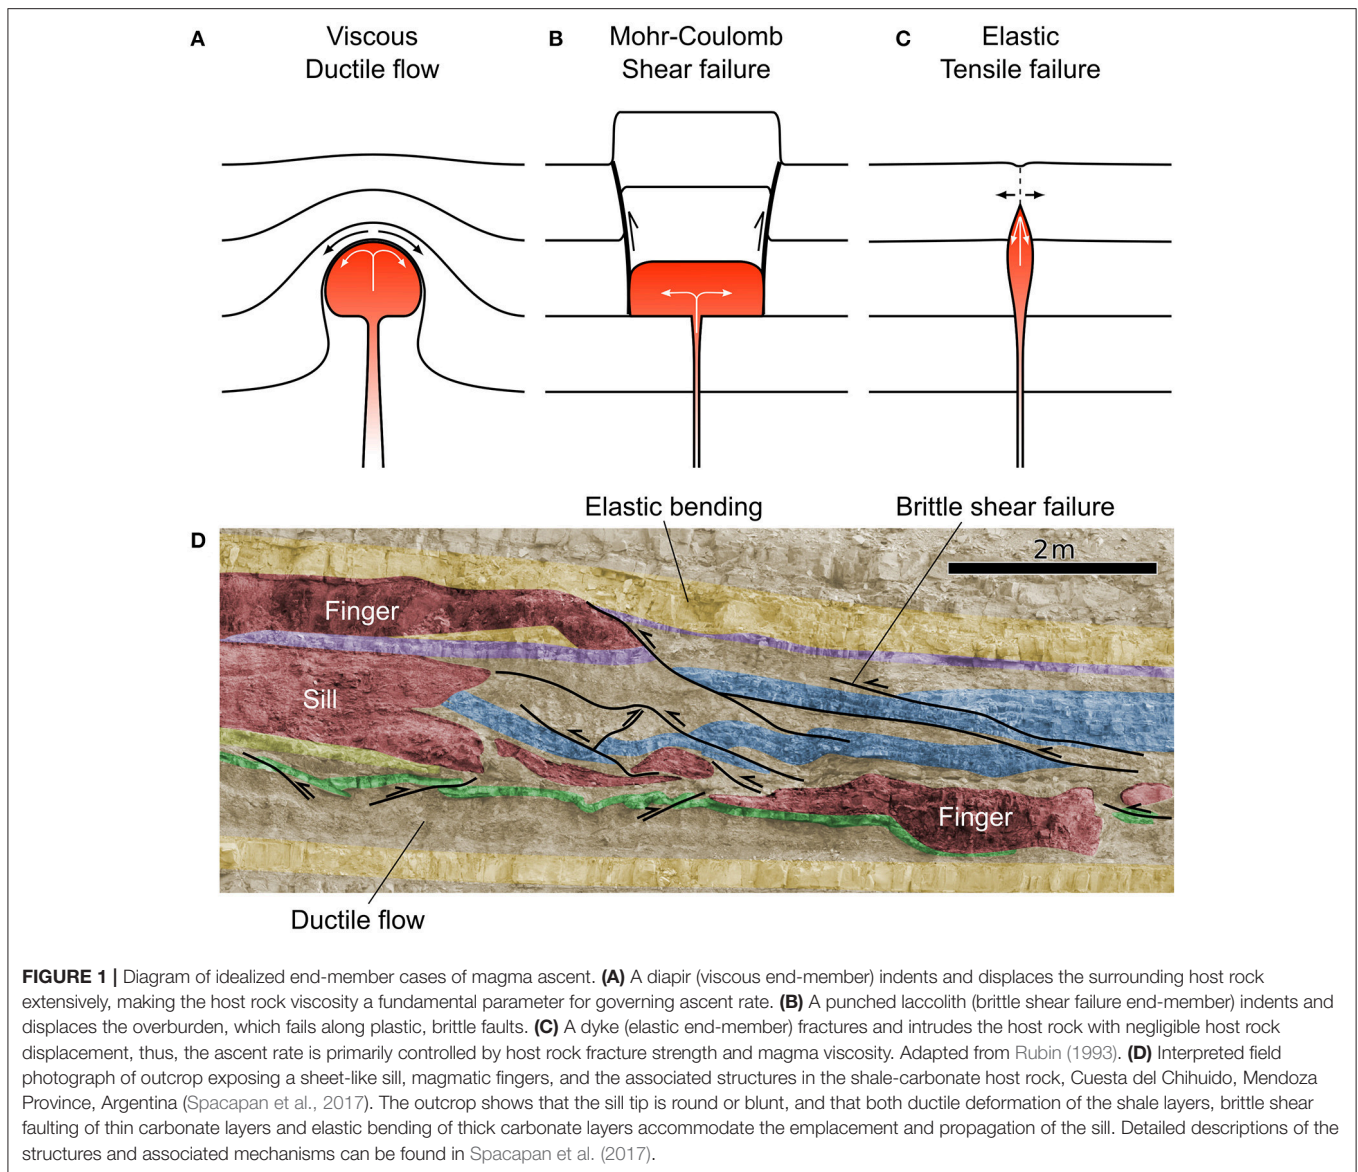 A
Viscous
Ductile flow
B
Mohr-Coulomb
Shear failure
C
Elastic
Tensile failure
D
Elastic bending
Brittle shear failure
2m
Finger
Sill
Finger
Ductile flow
FIGURE 1 | Diagram of idealized end-member cases of magma ascent. (A) A diapir (viscous end-member) indents and displaces the surrounding host rock
extensively, making the host rock viscosity a fundamental parameter for governing ascent rate. (B) A punched laccolith (brittle shear failure end-member) indents and
displaces the overburden, which fails along plastic, brittle faults. (C) A dyke (elastic end-member) fractures and intrudes the host rock with negligible host rock
displacement, thus, the ascent rate is primarily controlled by host rock fracture strength and magma viscosity. Adapted from Rubin (1993). (D) Interpreted field
photograph of outcrop exposing a sheet-like sill, magmatic fingers, and the associated structures in the shale-carbonate host rock, Cuesta del Chihuido, Mendoza
Province, Argentina (Spacapan et al., 2017). The outcrop shows that the sill tip is round or blunt, and that both ductile deformation of the shale layers, brittle shear
faulting of thin carbonate layers and elastic bending of thick carbonate layers accommodate the emplacement and propagation of the sill. Detailed descriptions of the
structures and associated mechanisms can be found in Spacapan et al. (2017).